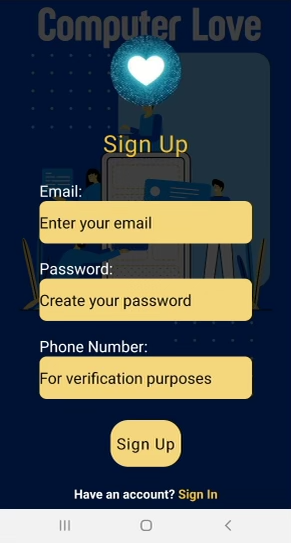 Computer Love
Sign Up
Email:
Enter your email
Password:
Create your password
Phone Number:
For verification purposes
Sign Up
Have an account? Sign In